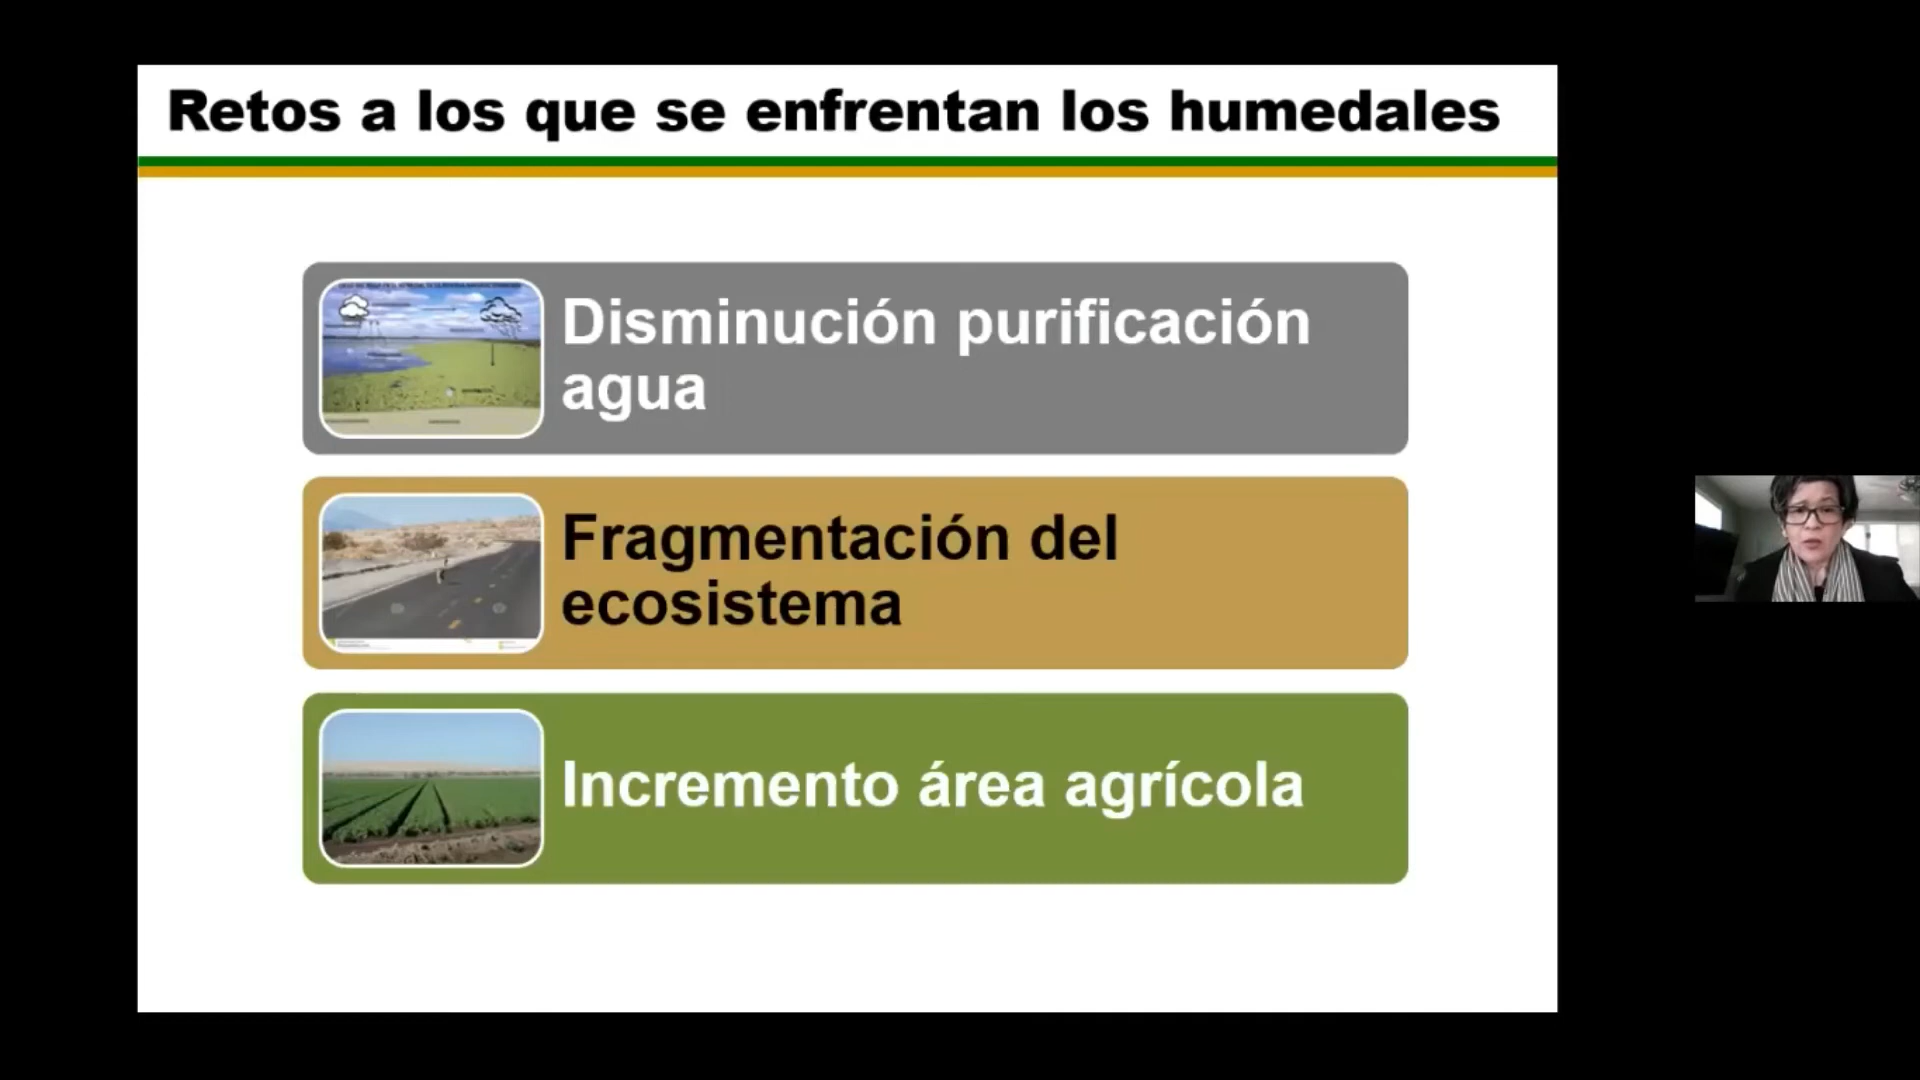 Retos a los que se enfrentan los humedales
Disminución purificación
agua
Fragmentación del
ecosistema
Incremento área agrícola